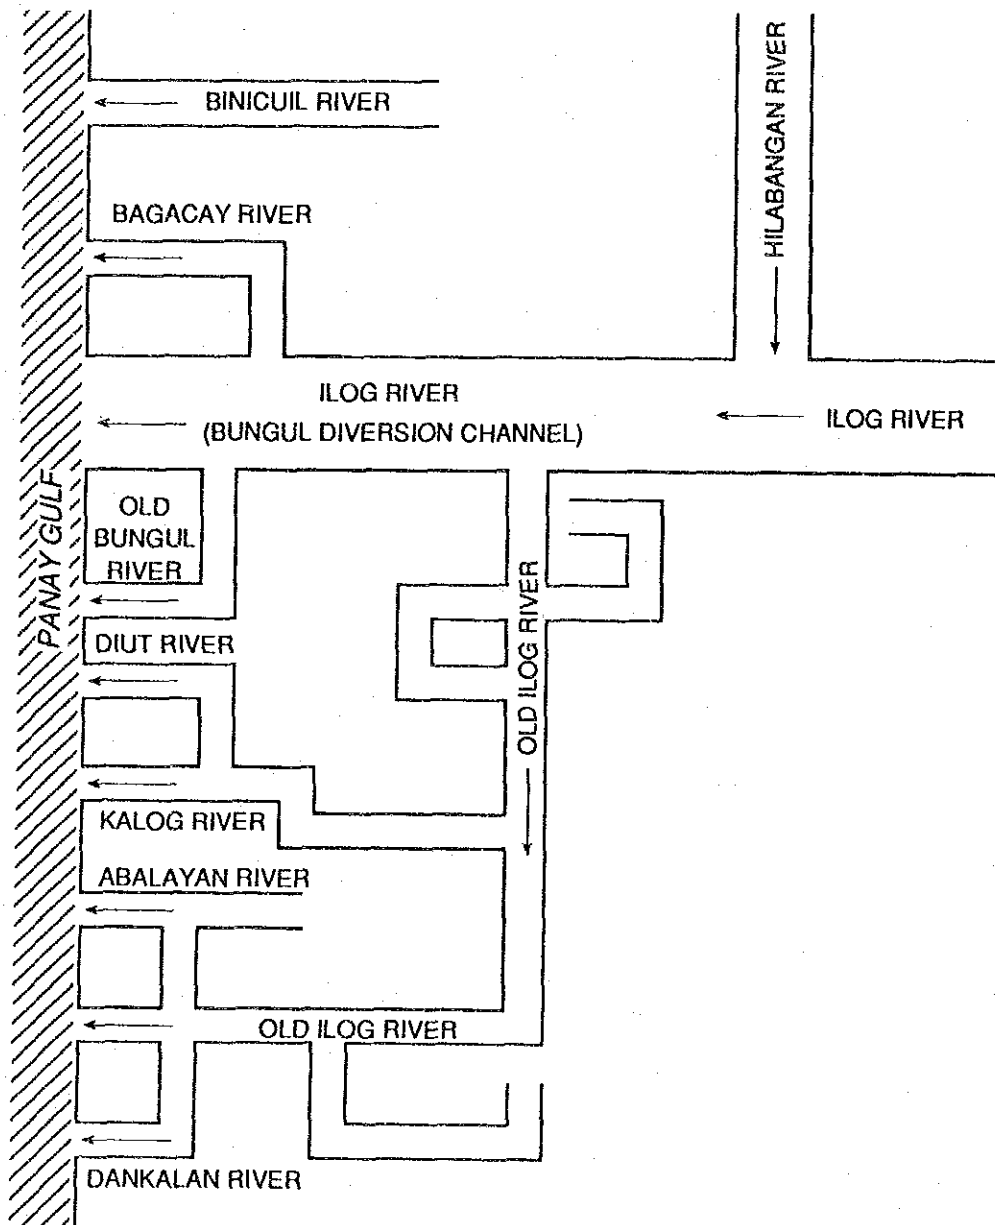 BINICUIL RIVER
HILABANGAN RIVER
BAGACAY RIVER
ILOG RIVER
(BUNGUL DIVERSION CHANNEL)
ILOG RIVER
PANAY GULF
OLD
BUNGUL
RIVER
OLD ILOG RIVER
DIUT RIVER
KALOG RIVER
ABALAYAN RIVER
OLD ILOG RIVER
DANKALAN RIVER